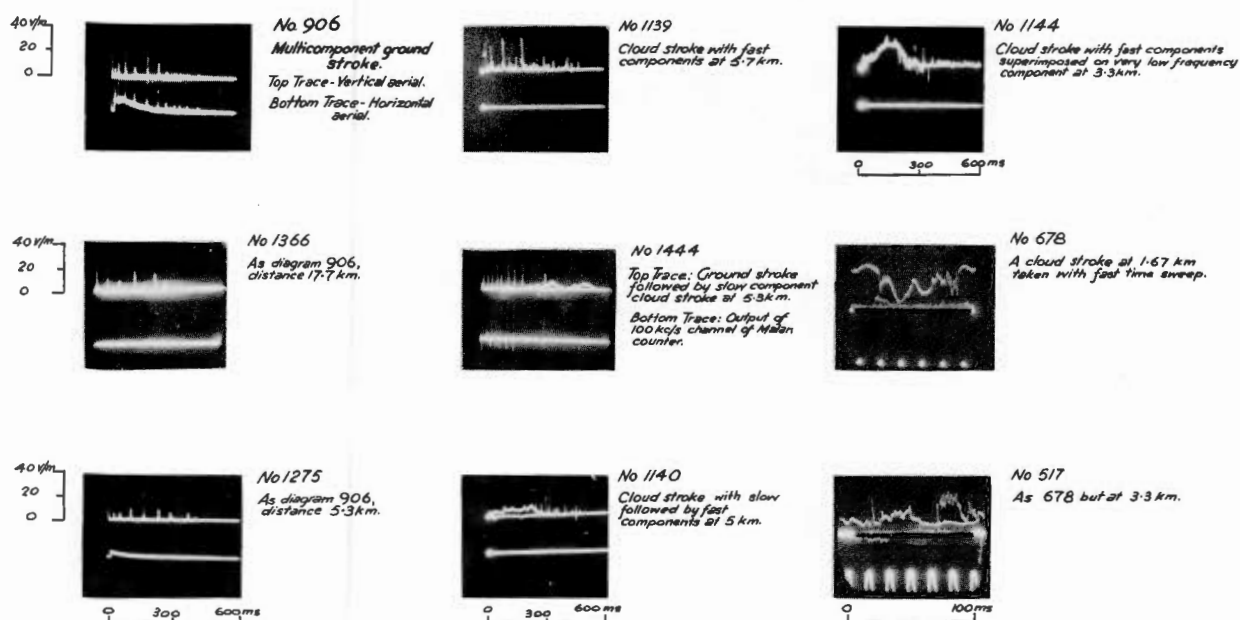 40 v/m
20
0
No. 906
Multicomponent ground
stroke.
Top Trace - Vertical aerial.
Bottom Trace - Horizontal
aerial.
No 1139
Cloud stroke with fast
components at 5.7 km.
No 1144
Cloud stroke with fast components
superimposed on very low frequency
component at 3.3km.
0 300 600 ms
40 v/m
20
0
No 1366
As diagram 906,
distance 17.7 km.
No 1444
Top Trace: Ground stroke
followed by slow component
cloud stroke at 5.3km.
Bottom Trace: Output of
100 kc/s channel of Malan
counter.
No 678
A cloud stroke at 1.67 km
taken with fast time sweep.
40 v/m
20
0
No 1275
As diagram 906,
distance 5.3km.
0 300 600 ms
No 1140
Cloud stroke with slow
followed by fast
components at 5 km.
0 300 600 ms
No 517
As 678 but at 3.3 km.
0 100 ms